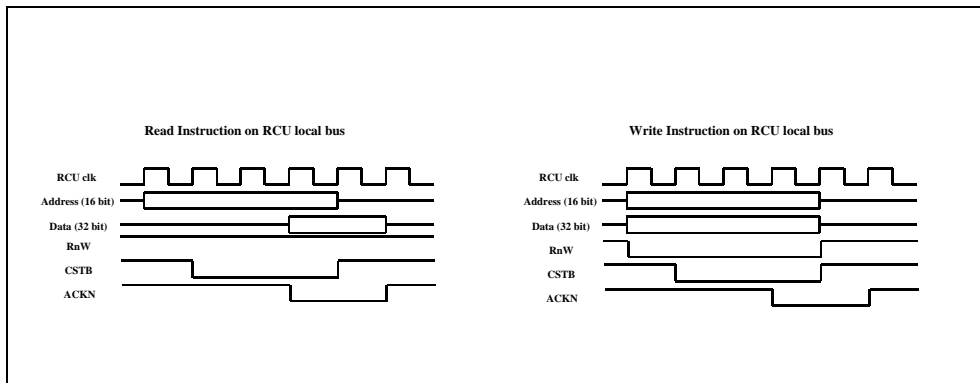 Read Instruction on RCU local bus
RCU clk
Address (16 bit)
Data (32 bit)
RnW
CSTB
ACKN
Write Instruction on RCU local bus
RCU clk
Address (16 bit)
Data (32 bit)
RnW
CSTB
ACKN